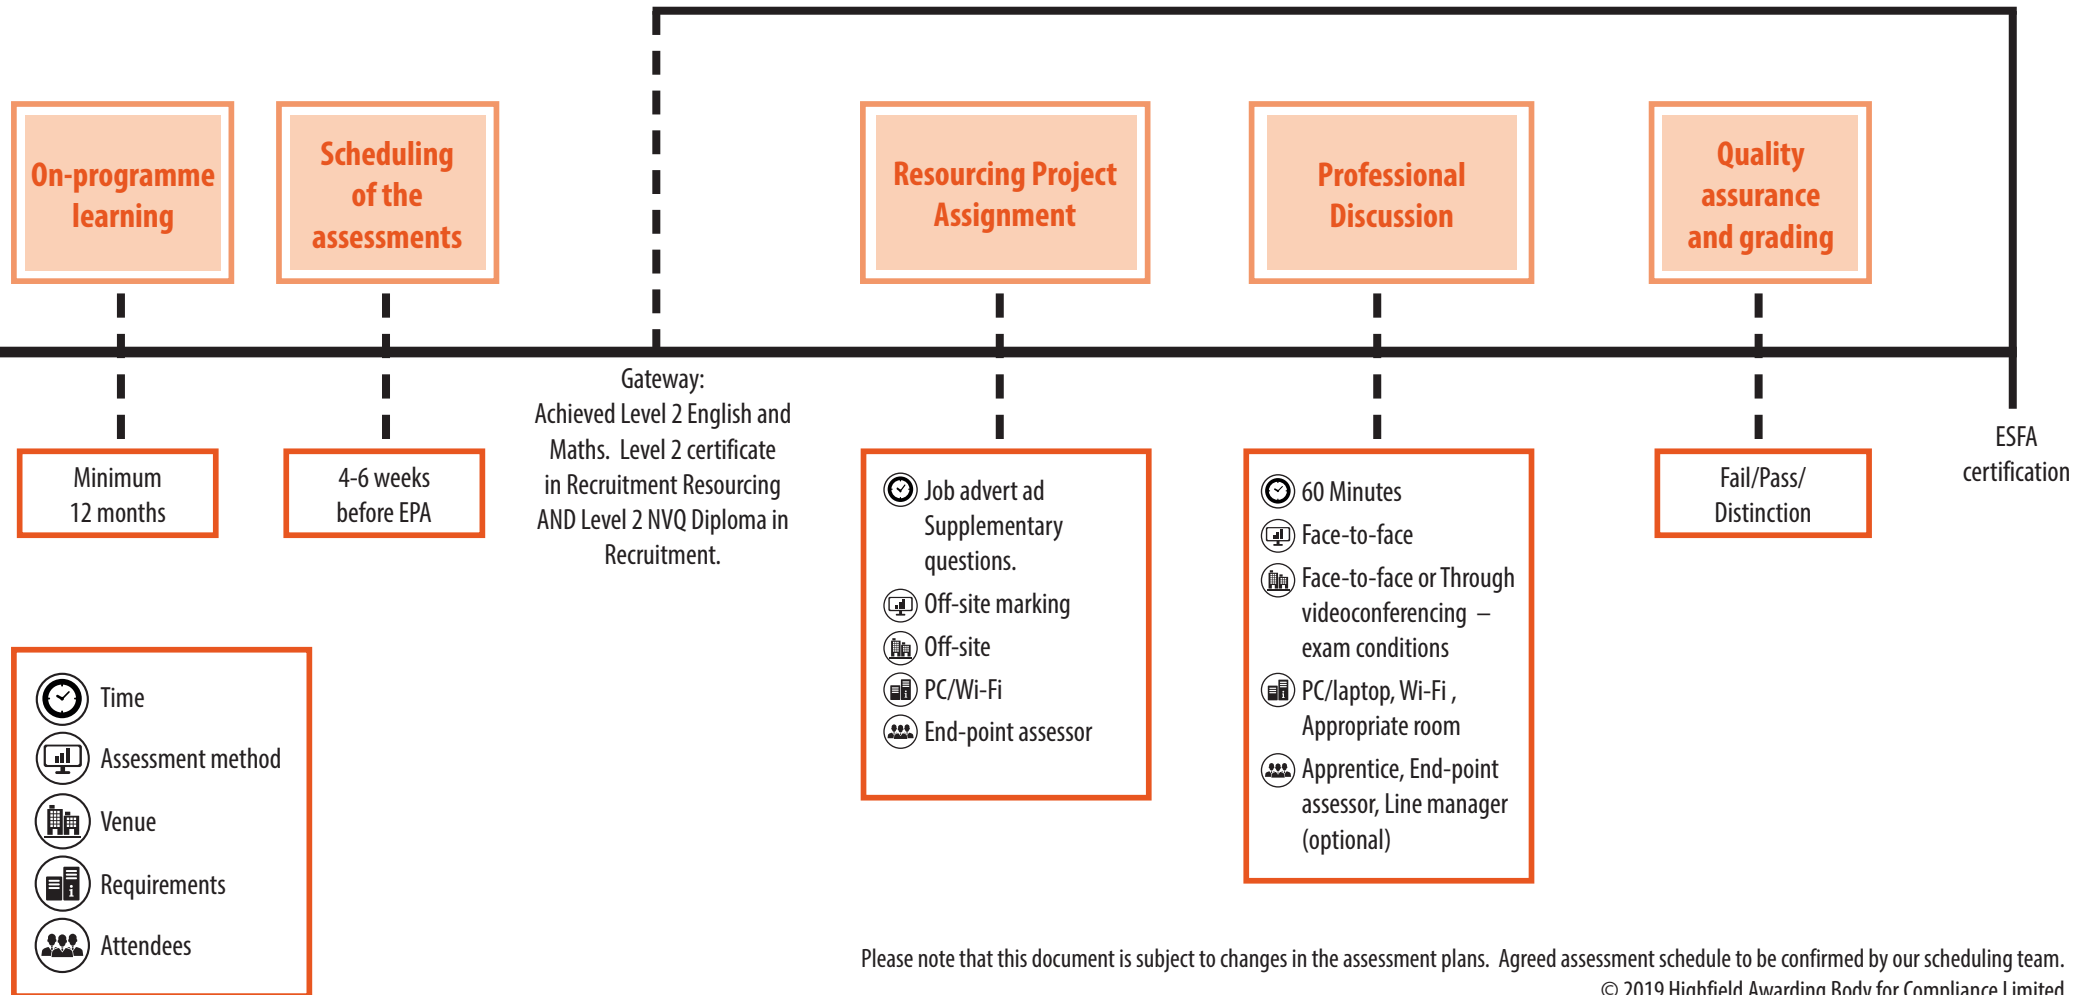 On-programme
learning
Scheduling
of the
assessments
Resourcing Project
Assignment
Professional
Discussion
Quality
assurance
and grading
Minimum
12 months
4-6 weeks
before EPA
Gateway:
Achieved Level 2 English and
Maths. Level 2 certificate
in Recruitment Resourcing
AND Level 2 NVQ Diploma in
Recruitment.
Job advert ad
Supplementary
questions.
Off-site marking
Off-site
PC/Wi-Fi
End-point assessor
60 Minutes
Face-to-face
Face-to-face or Through
videoconferencing –
exam conditions
PC/laptop, Wi-Fi ,
Appropriate room
Apprentice, End-point
assessor, Line manager
(optional)
Fail/Pass/
Distinction
ESFA
certification
Time
Assessment method
Venue
Requirements
Attendees
Please note that this document is subject to changes in the assessment plans. Agreed assessment schedule to be confirmed by our scheduling team.
© 2019 Highfield Awarding Body for Compliance Limited